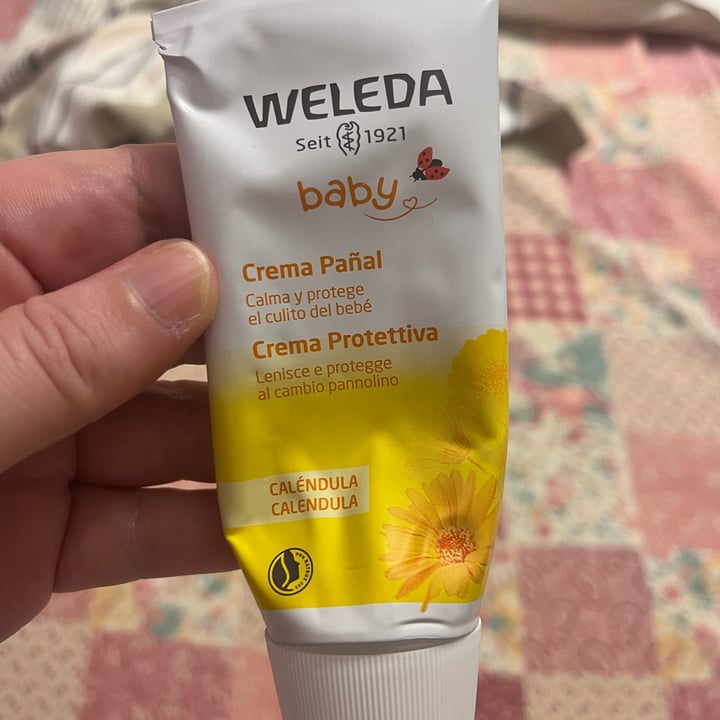 WELEDA
Seit 1921
baby
Crema Pañal
Calma y protege
el culito del bebé
Crema Protettiva
Lenisce e protegge
al cambio pannolino
CALÉNDULA
CALENDULA